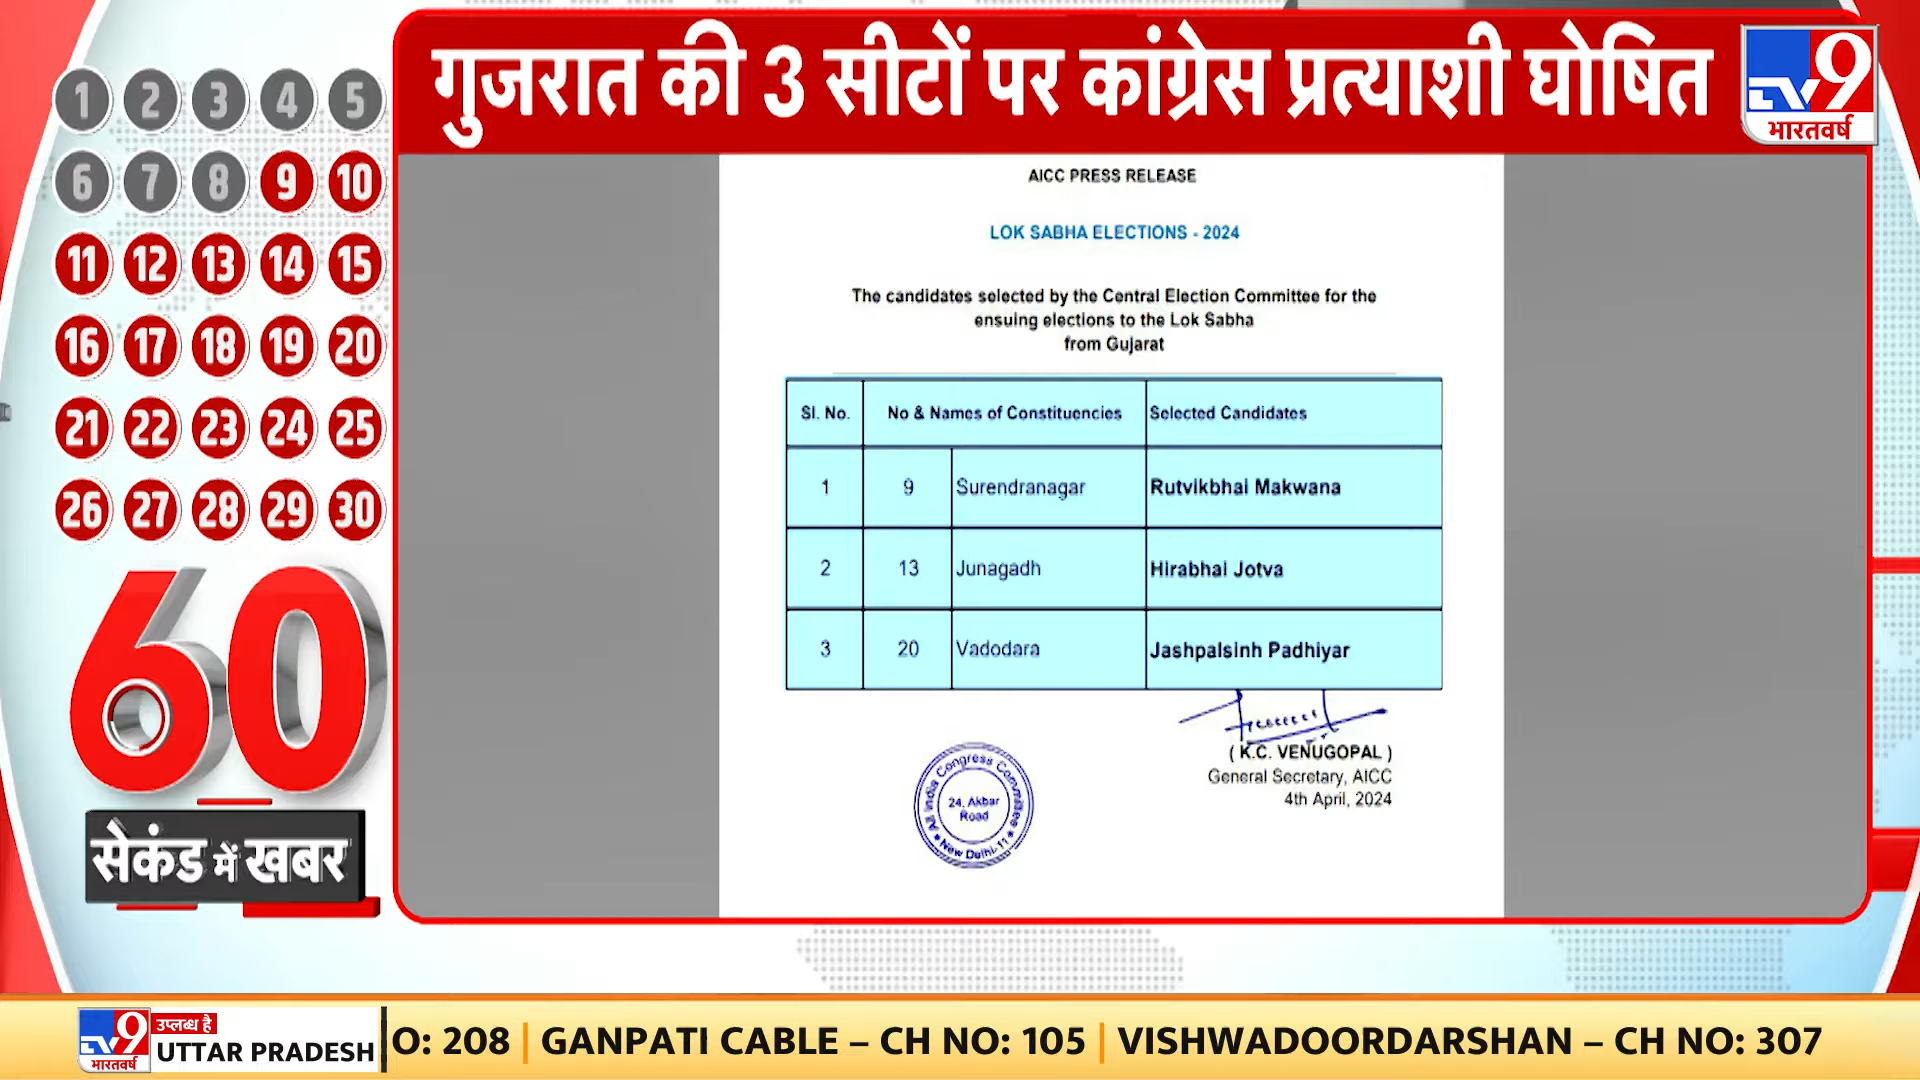 गुजरात की 3 सीटों पर कांग्रेस प्रत्याशी घोषित
TV9
भारतवर्ष
1 2 3 4 5
6 7 8 9 10
11 12 13 14 15
16 17 18 19 20
21 22 23 24 25
26 27 28 29 30
60
सेकंड में खबर
AICC PRESS RELEASE
LOK SABHA ELECTIONS - 2024
The candidates selected by the Central Election Committee for the
ensuing elections to the Lok Sabha
from Gujarat
Sl. No. No & Names of Constituencies Selected Candidates
1 9 Surendranagar Rutvikbhai Makwana
2 13 Junagadh Hirabhai Jotva
3 20 Vadodara Jashpalsinh Padhiyar
( K.C. VENUGOPAL )
General Secretary, AICC
4th April, 2024
All India Congress Committee
24, Akbar
Road
New Delhi-11
TV9
भारतवर्ष
उपलब्ध है
UTTAR PRADESH
O: 208 | GANPATI CABLE – CH NO: 105 | VISHWADOORDARSHAN – CH NO: 307